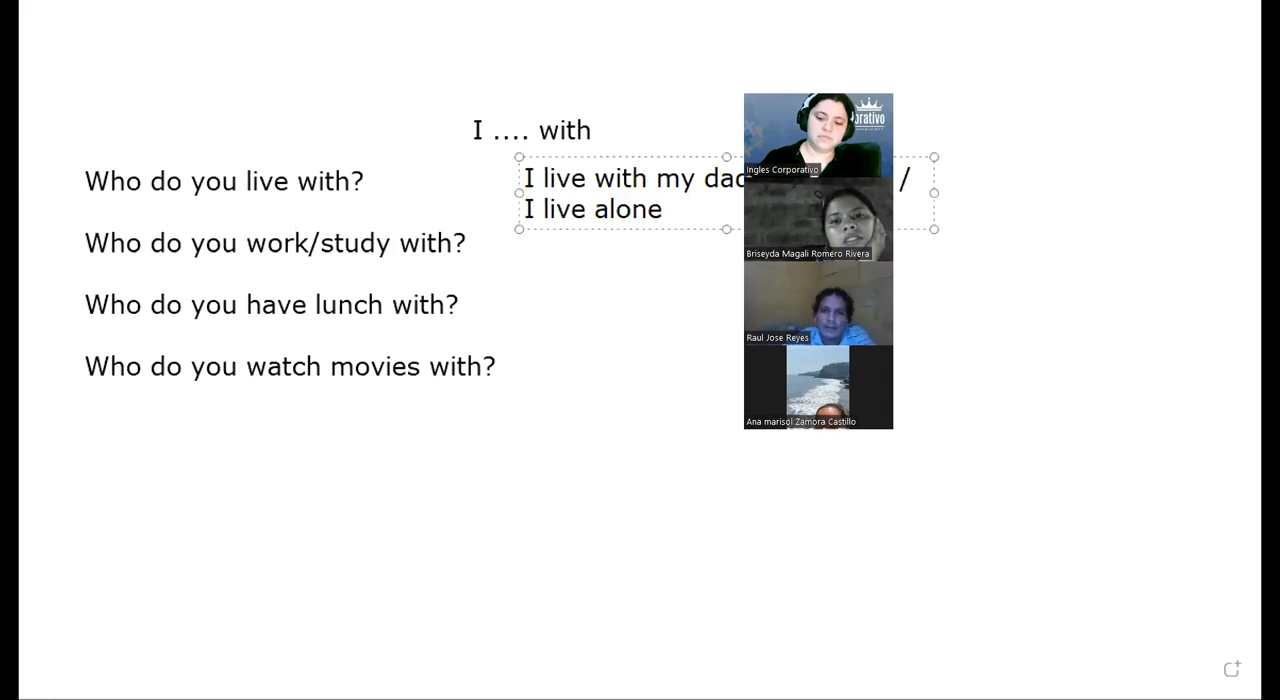 I .... with
Who do you live with?
I live with my dad /
I live alone
Who do you work/study with?
Who do you have lunch with?
Who do you watch movies with?
Ingles Corporativo
Briseyda Magali Romero Rivera
Raul Jose Reyes
Ana marisol Zamora Castillo